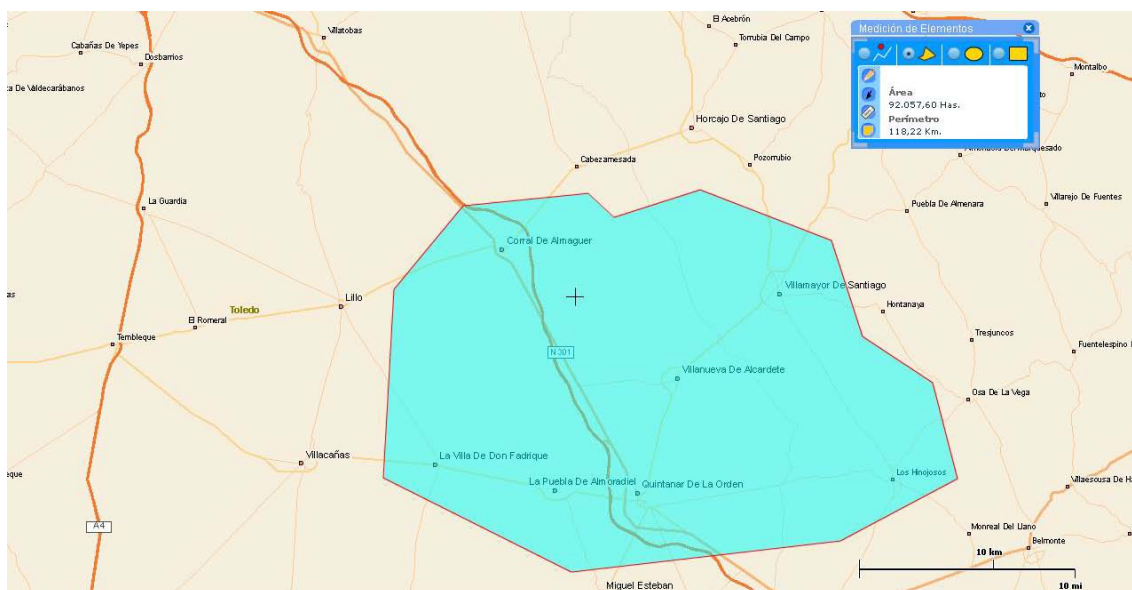 El Acebrón
Villatobas
Medición de Elementos
Torrubia Del Campo
Cabañas De Yepes
Dosbarrios
Montalbo
ta De Valdecarábanos
Área
92.057,60 Has.
Perímetro
118,22 Km.
Horcajo De Santiago
Cabezamesada
Pozorrubio
La Guardia
Puebla De Almenara
Villarejo De Fuentes
Corral De Almaguer
Villamayor De Santiago
Lillo
Hontanaya
Toledo
El Romeral
Tembleque
Tresjuncos
N301
Fuentelespino
Villanueva De Alcardete
Osa De La Vega
Villacañas
La Villa De Don Fadrique
Los Hinojosos
La Puebla De Almoradiel
Quintanar De La Orden
Villaescusa De H
A4
Monreal Del Llano
Belmonte
10 km
Miguel Esteban
10 mi